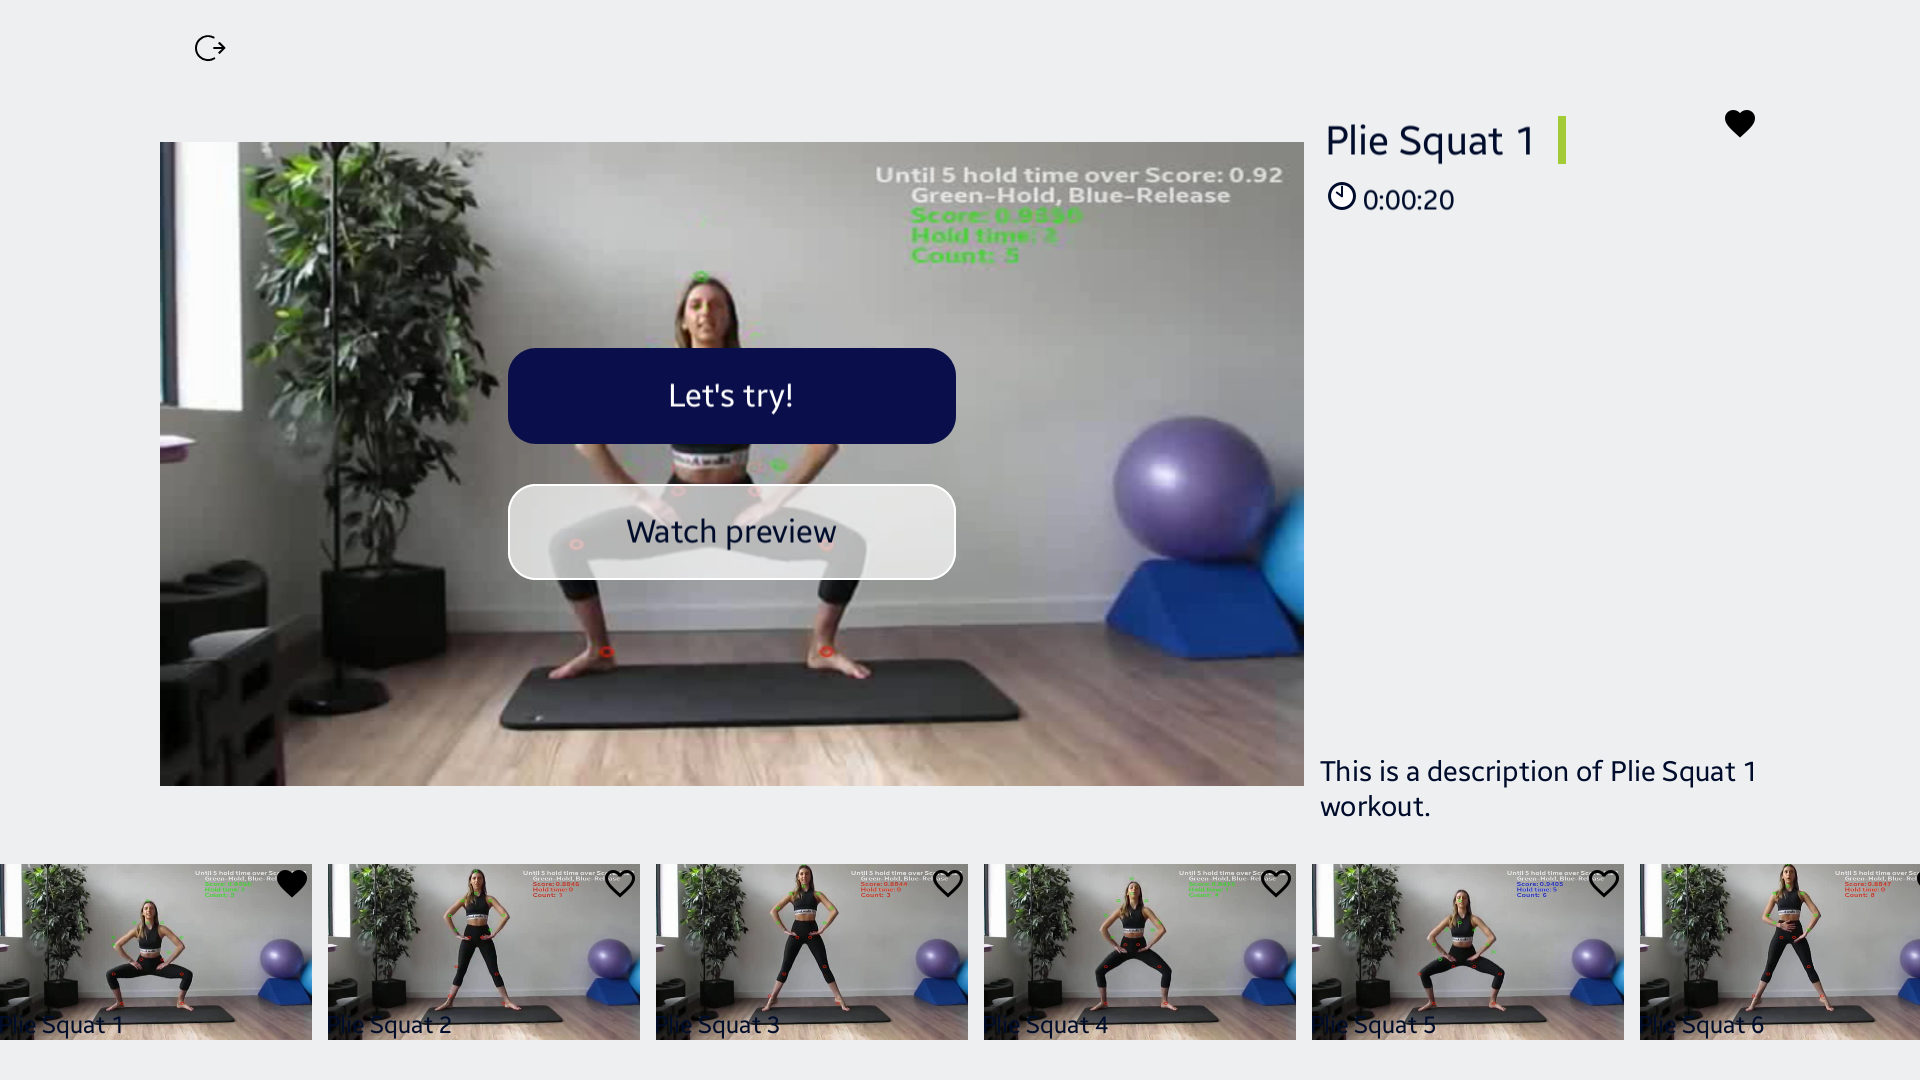 Plie Squat 1
0:00:20
Until 5 hold time over Score: 0.92
Green-Hold, Blue-Release
Score: 0.9350
Hold time: 2
Count: 5
Let's try!
Watch preview
This is a description of Plie Squat 1
workout.
Plie Squat 1
Plie Squat 2
Plie Squat 3
Plie Squat 4
Plie Squat 5
Plie Squat 6